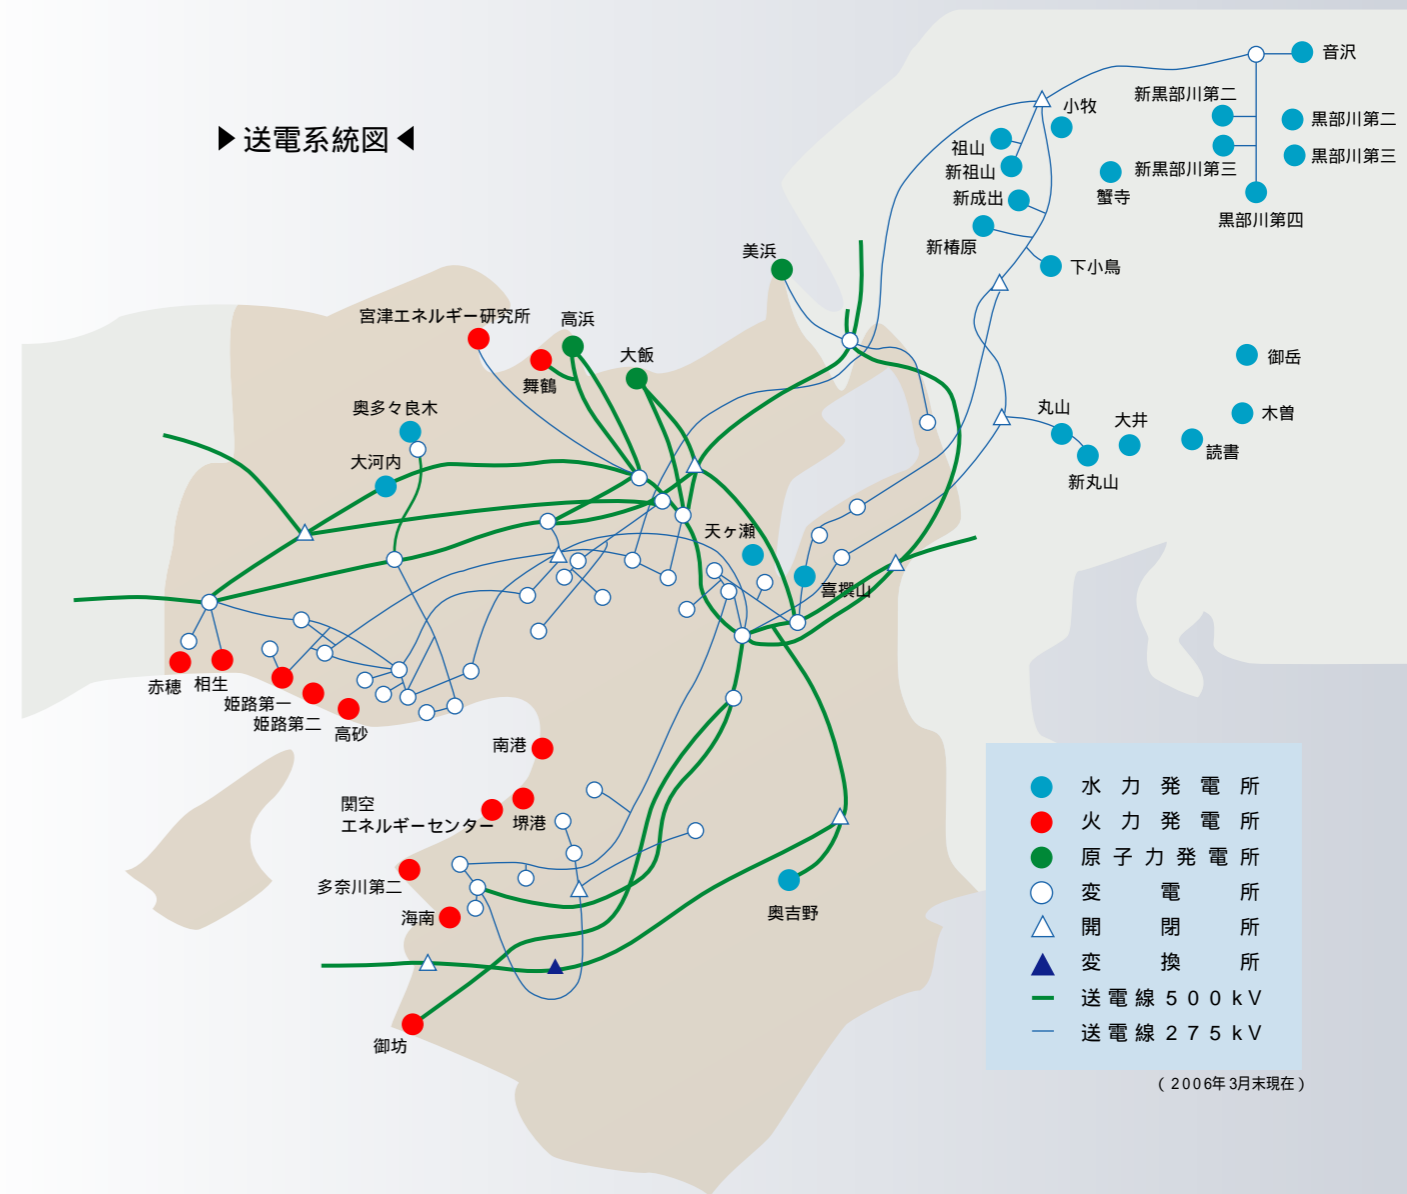 ▶送電系統図◀
音沢
新黒部川第二
小牧
黒部川第二
祖山
黒部川第三
新黒部川第三
新祖山
蟹寺
新成出
黒部川第四
新椿原
美浜
下小鳥
宮津エネルギー研究所
高浜
大飯
御岳
舞鶴
奥多々良木
丸山
木曽
大井
読書
大河内
新丸山
天ヶ瀬
喜撰山
赤穂
相生
姫路第一
姫路第二
高砂
南港
関空
エネルギーセンター
堺港
多奈川第二
海南
奥吉野
御坊
水力発電所
火力発電所
原子力発電所
変電所
開閉所
変換所
送電線500kV
送電線275kV
(2006年3月末現在)